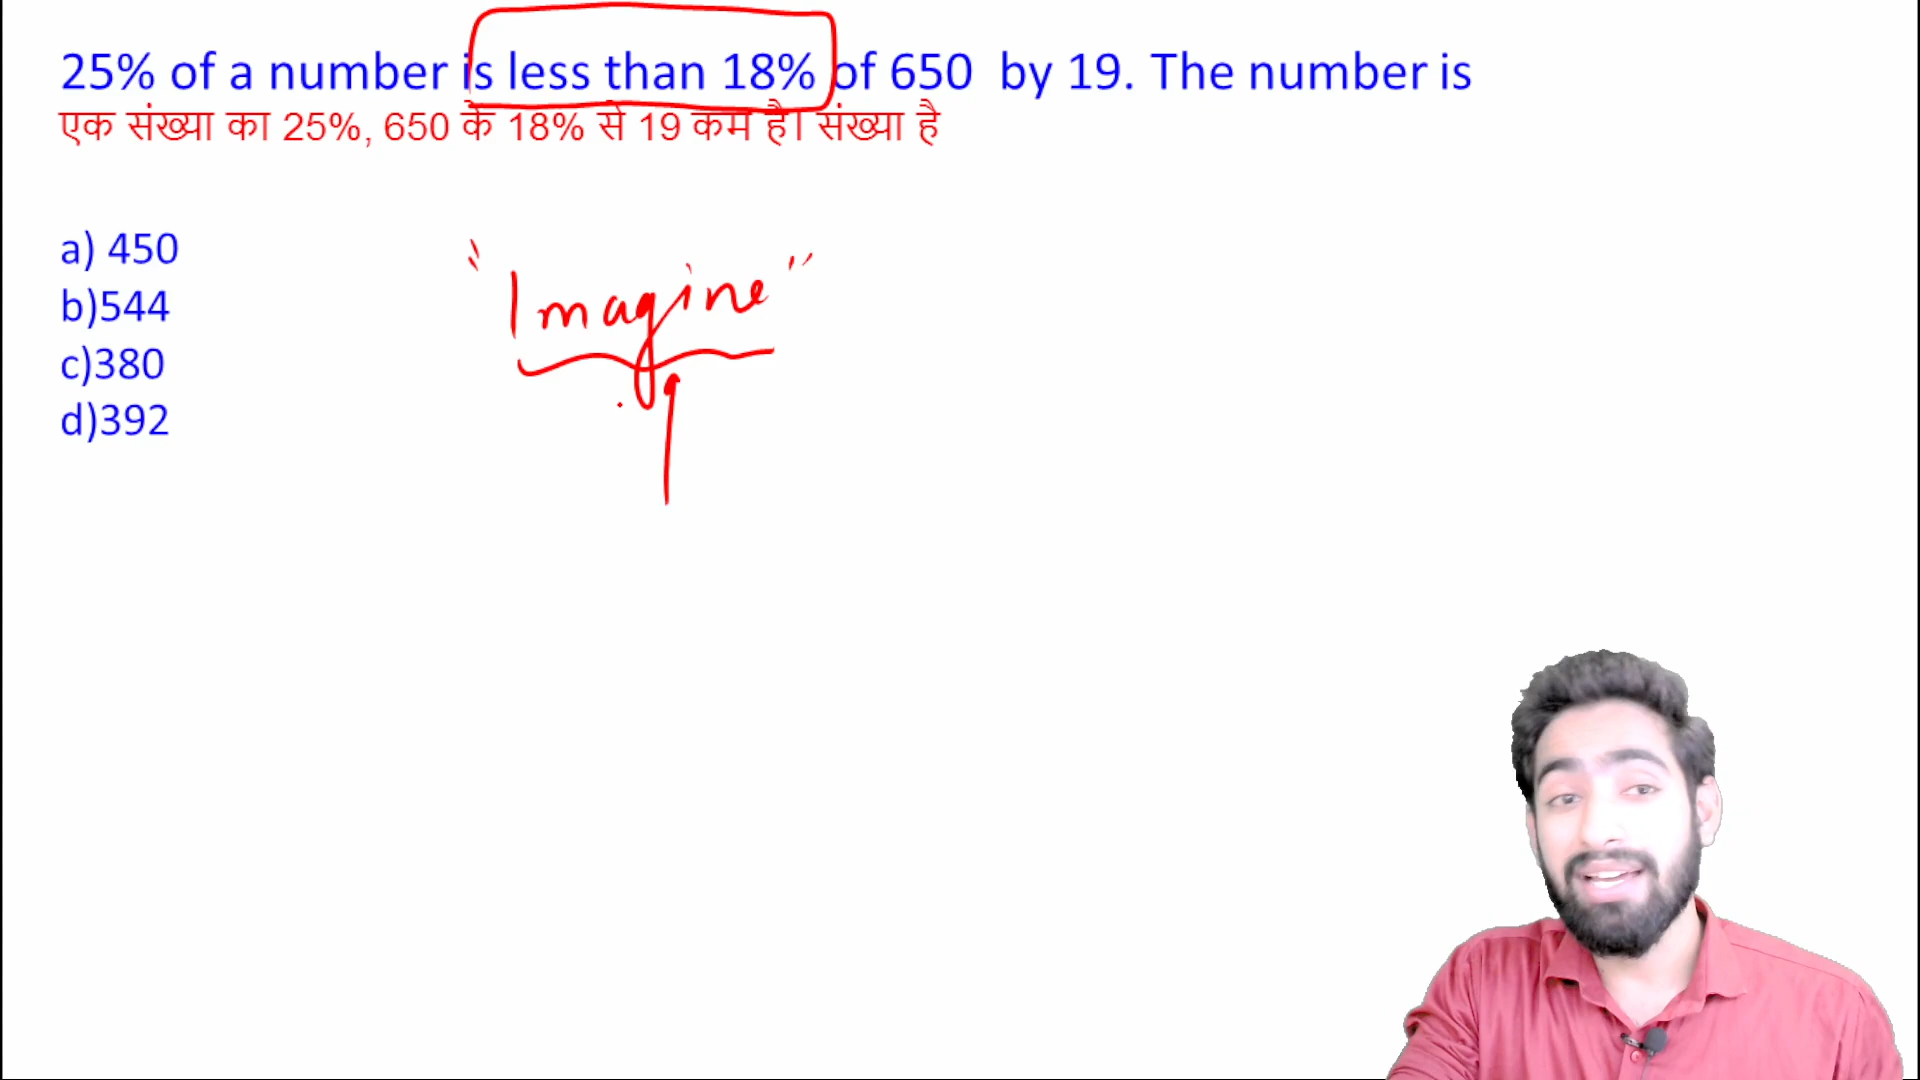 25% of a number is less than 18% of 650 by 19. The number is
एक संख्या का 25%, 650 के 18% से 19 कम है। संख्या है
a) 450
b)544
c)380
d)392
"Imagine"